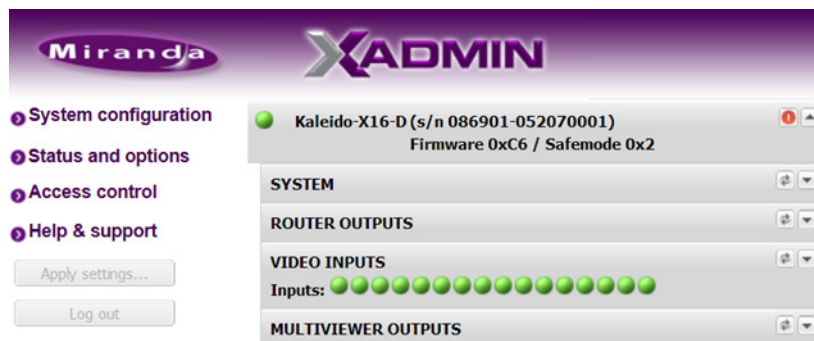 Miranda
XADMIN
System configuration
Status and options
Access control
Help & support
Apply settings...
Log out
Kaleido-X16-D (s/n 086901-052070001)
Firmware 0xC6 / Safemode 0x2
SYSTEM
ROUTER OUTPUTS
VIDEO INPUTS
Inputs:
MULTIVIEWER OUTPUTS